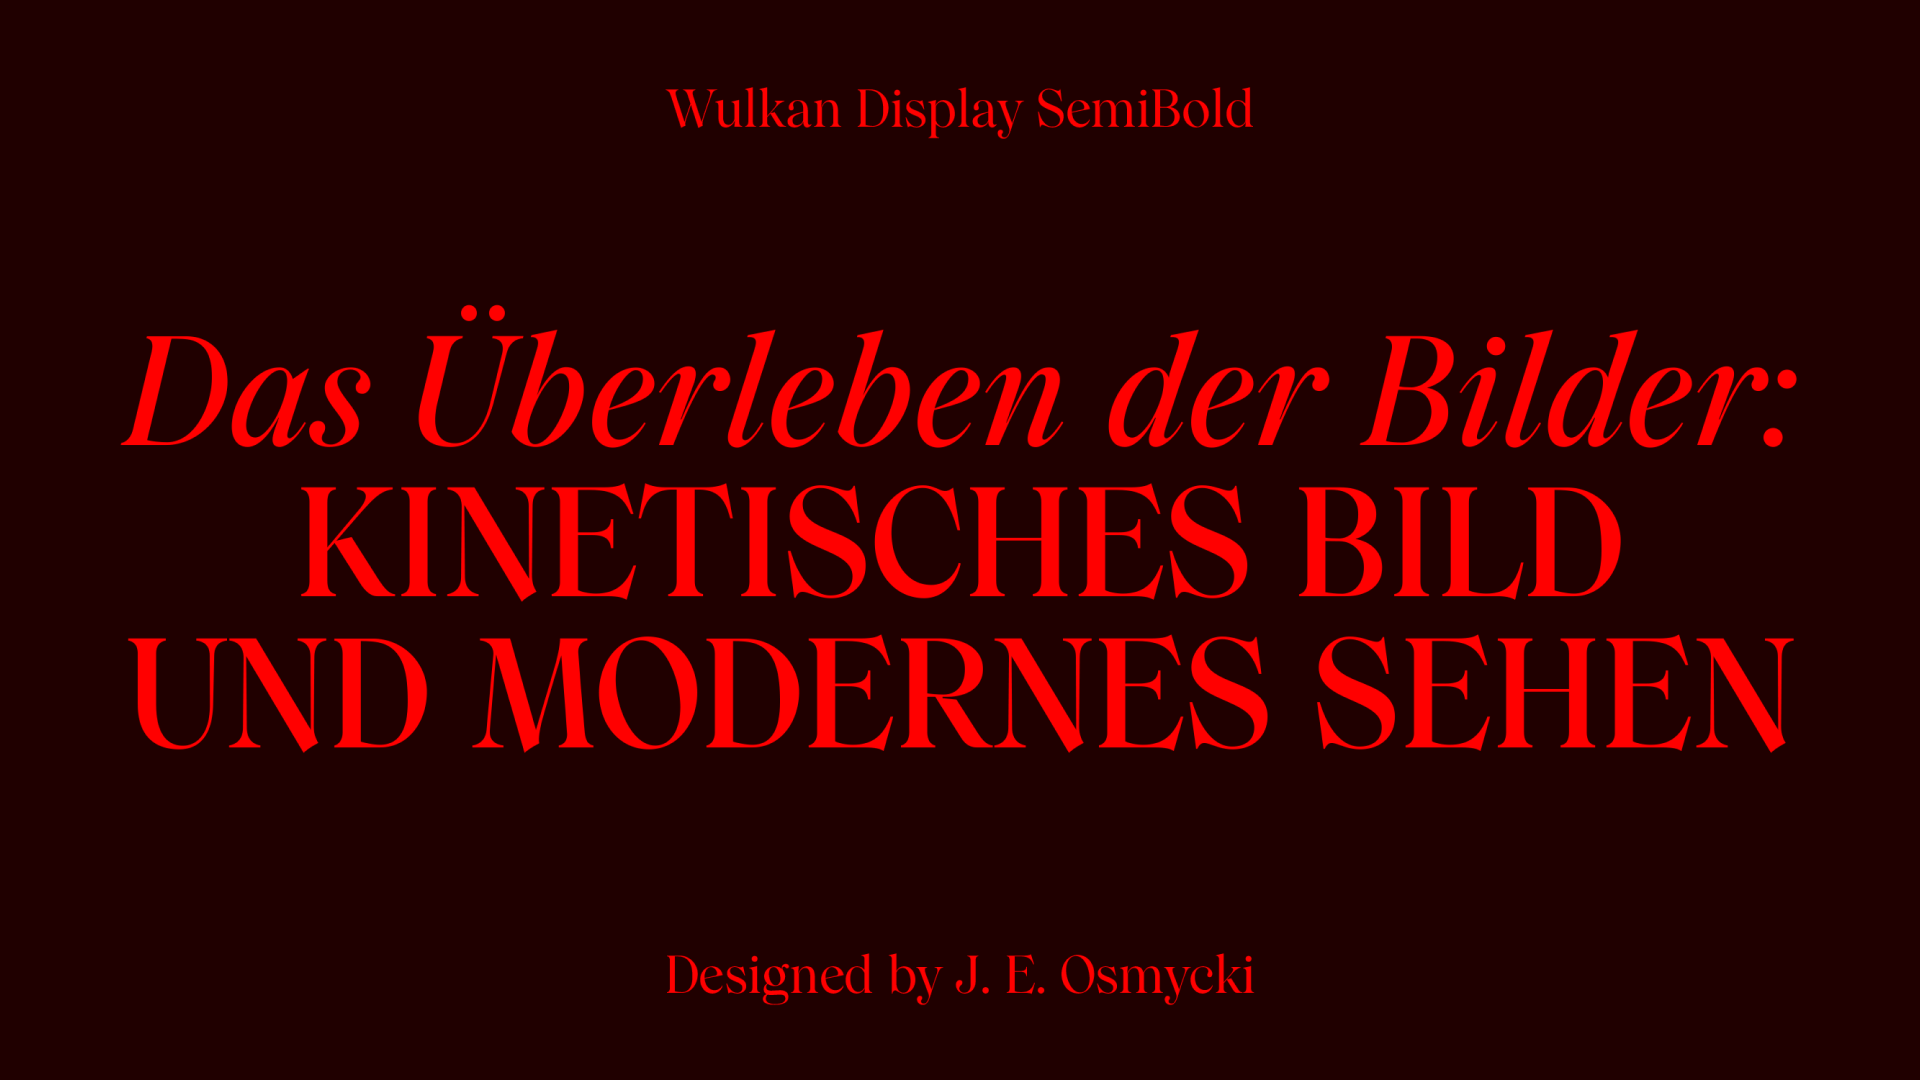 Wulkan Display SemiBold
Das Überleben der Bilder:
KINETISCHES BILD
UND MODERNES SEHEN
Designed by J. E. Osmycki